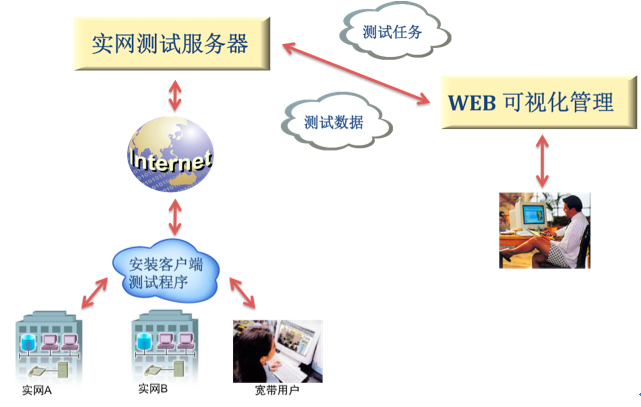 实网测试服务器
测试任务
测试数据
WEB 可视化管理
Internet
安装客户端
测试程序
实网A
实网B
宽带用户